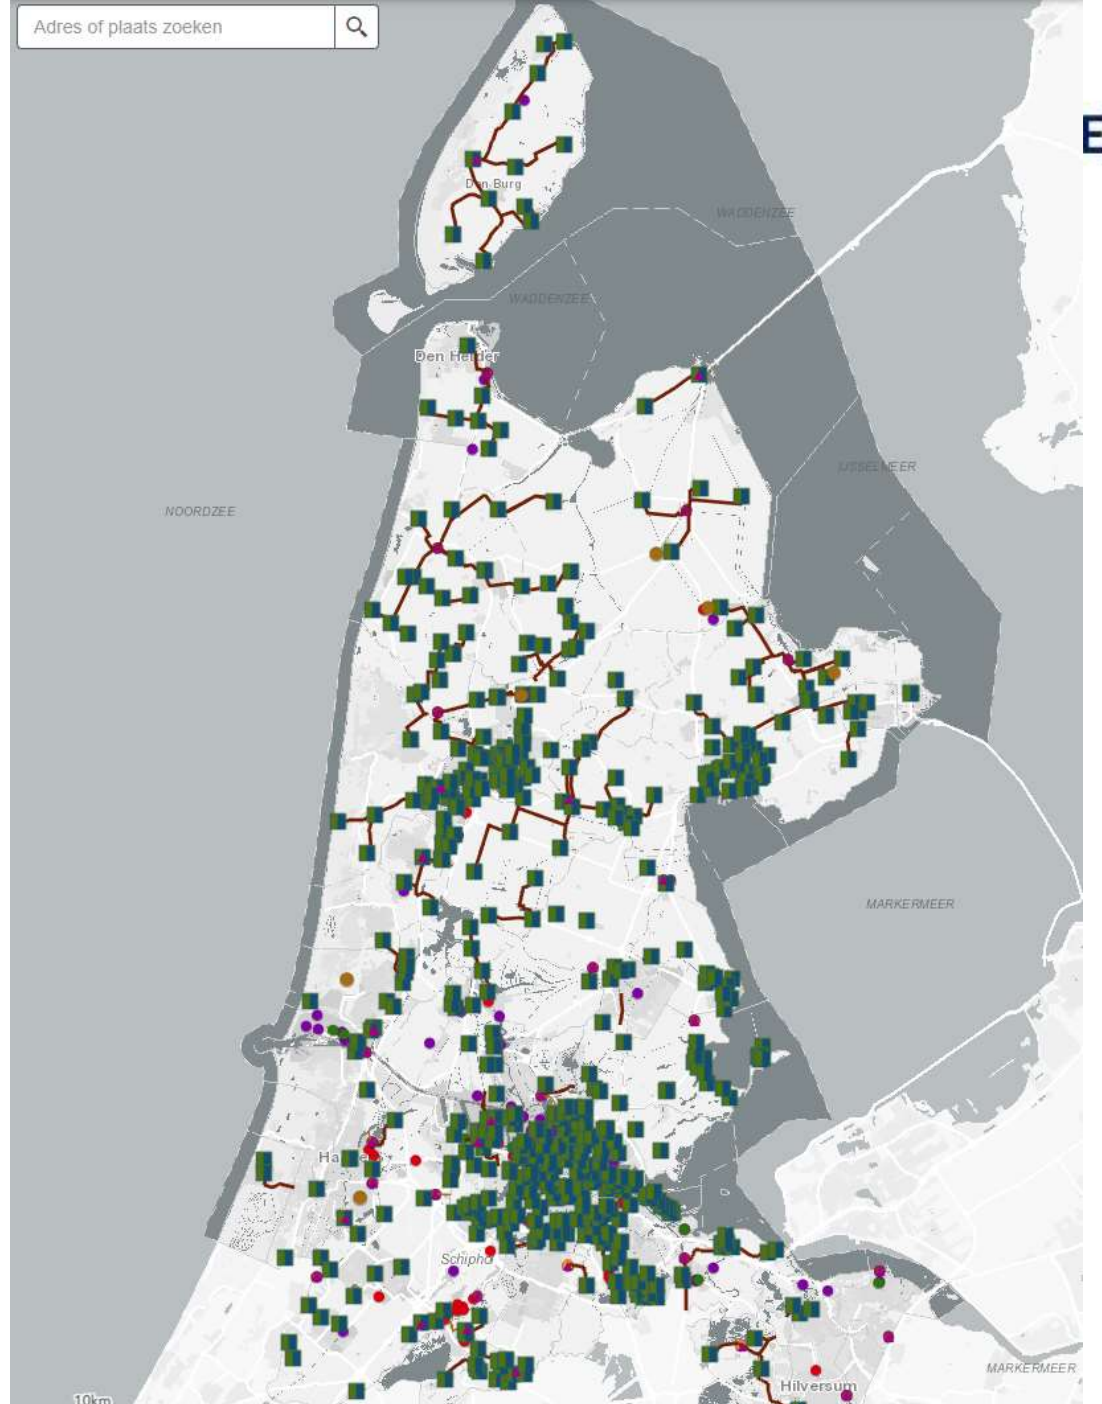 Adres of plaats zoeken
E
Den Burg
WADDENZEE
WADDENZEE
Den Helder
IJSSELMEER
NOORDZEE
MARKERMEER
Schiphol
MARKERMEER
Hilversum
10km